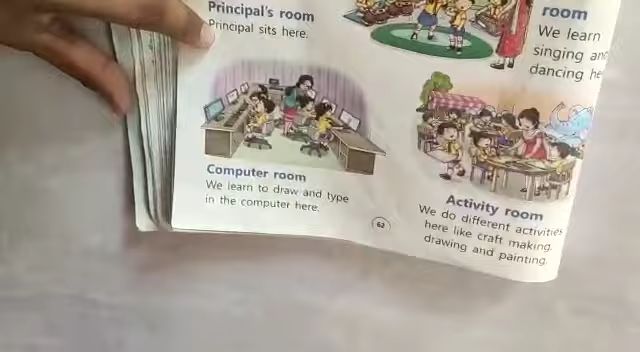 Principal's room
Principal sits here.
room
We learn
singing and
dancing he
Computer room
We learn to draw and type
in the computer here.
62
Activity room
We do different activities
here like craft making,
drawing and painting.